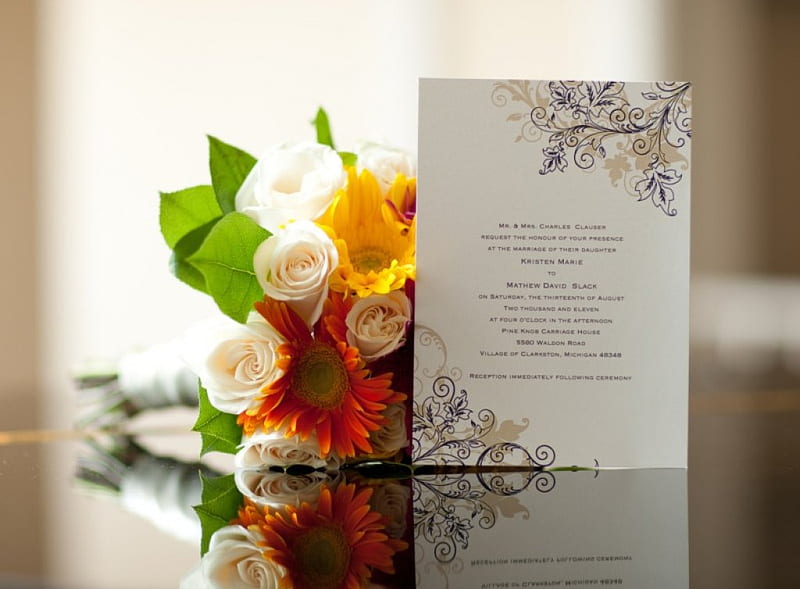 Mr. & Mrs. Charles Clauser
request the honour of your presence
at the marriage of their daughter
Kristen Marie
to
Mathew David Slack
on Saturday, the thirteenth of August
Two thousand and eleven
at four o'clock in the afternoon
Pine Knob Carriage House
5580 Waldon Road
Village of Clarkston, Michigan 48348
Reception immediately following ceremony